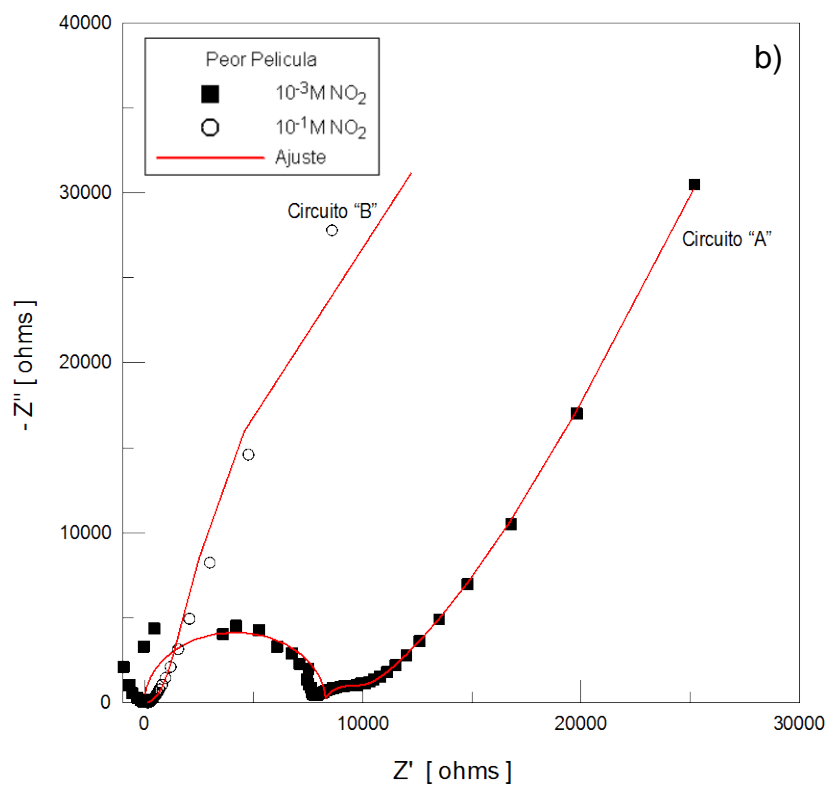 40000
b)
Peor Pelicula
10⁻³M NO₂
10⁻¹M NO₂
Ajuste
30000
Circuito “B”
Circuito “A”
- Z'' [ ohms ]
20000
10000
0
0
10000
20000
30000
Z' [ ohms ]